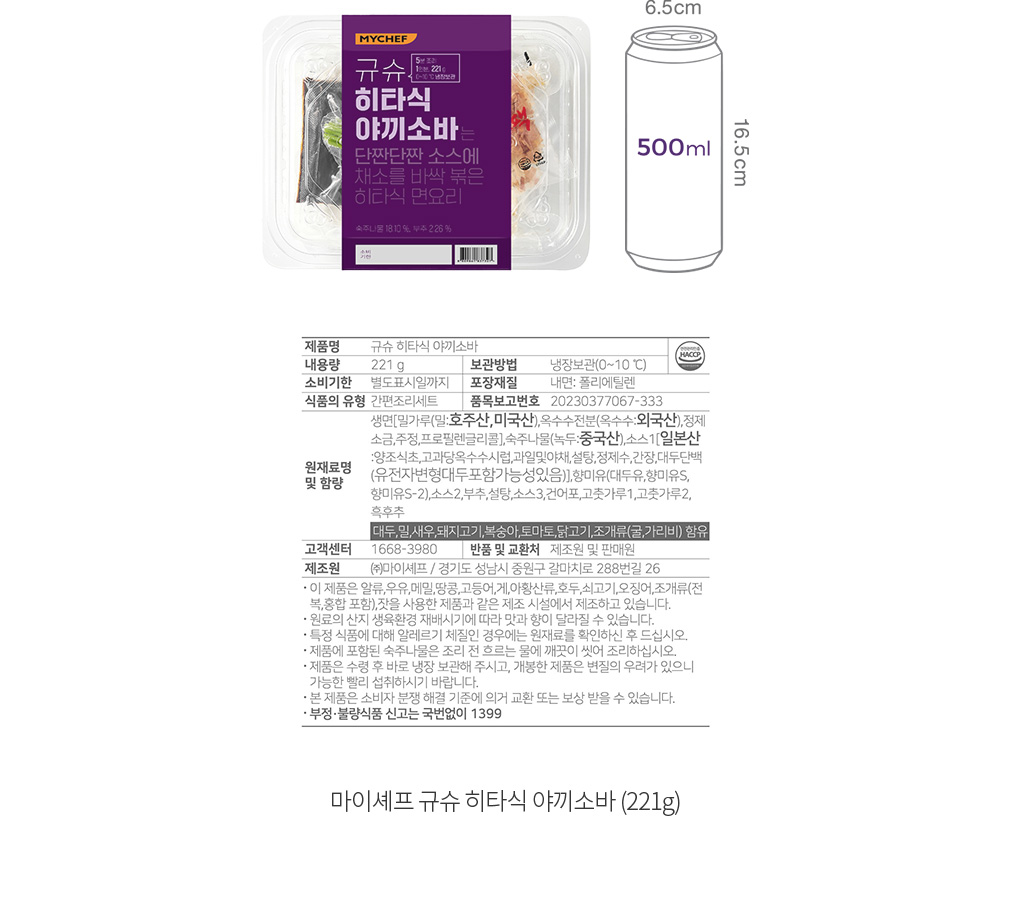 6.5cm
MYCHEF
규슈
5분 조리
1인분, 221g
0~10 ℃ 냉장보관
히타식
야끼소바는
단짠단짠 소스에
채소를 바싹 볶은
히타식 면요리
숙주나물 18.10 %, 부추 2.26 %
소비
기한
500ml
16.5cm
제품명 규슈 히타식 야끼소바
내용량 221 g 보관방법 냉장보관(0~10 ℃)
HACCP
소비기한 별도표시일까지 포장재질 내면: 폴리에틸렌
식품의 유형 간편조리세트 품목보고번호 20230377067-333
원재료명
및 함량
생면[밀가루(밀:호주산,미국산),옥수수전분(옥수수:외국산),정제
소금,주정,프로필렌글리콜],숙주나물(녹두:중국산),소스1[일본산
:양조식초,고과당옥수수시럽,과일및야채,설탕,정제수,간장,대두단백
(유전자변형대두포함가능성있음)],향미유(대두유,향미유S,
향미유S-2),소스2,부추,설탕,소스3,건어포,고춧가루1,고춧가루2,
흑후추
대두,밀,새우,돼지고기,복숭아,토마토,닭고기,조개류(굴,가리비) 함유
고객센터 1668-3980 반품 및 교환처 제조원 및 판매원
제조원 ㈜마이셰프 / 경기도 성남시 중원구 갈마치로 288번길 26
· 이 제품은 알류,우유,메밀,땅콩,고등어,게,아황산류,호두,쇠고기,오징어,조개류(전
복,홍합 포함),잣을 사용한 제품과 같은 제조 시설에서 제조하고 있습니다.
· 원료의 산지 생육환경 재배시기에 따라 맛과 향이 달라질 수 있습니다.
· 특정 식품에 대해 알레르기 체질인 경우에는 원재료를 확인하신 후 드십시오.
· 제품에 포함된 숙주나물은 조리 전 흐르는 물에 깨끗이 씻어 조리하십시오.
· 제품은 수령 후 바로 냉장 보관해 주시고, 개봉한 제품은 변질의 우려가 있으니
가능한 빨리 섭취하시기 바랍니다.
· 본 제품은 소비자 분쟁 해결 기준에 의거 교환 또는 보상 받을 수 있습니다.
· 부정·불량식품 신고는 국번없이 1399
마이셰프 규슈 히타식 야끼소바 (221g)